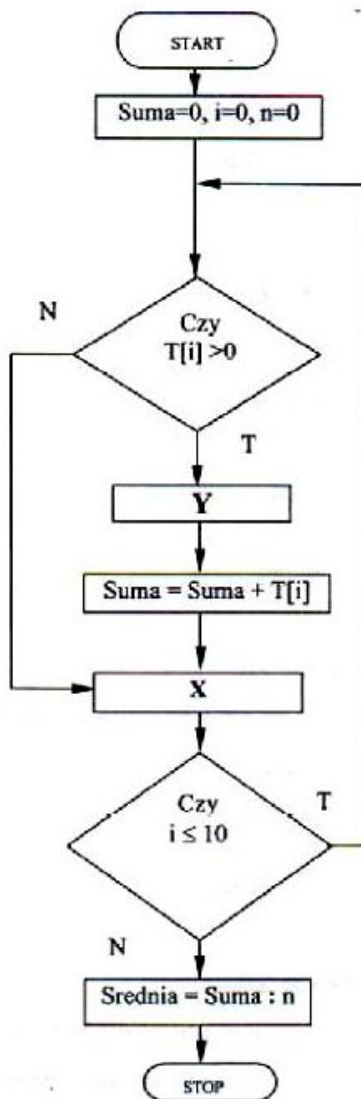 START
Suma=0, i=0, n=0
N
Czy
T[i] >0
T
Y
Suma = Suma + T[i]
X
Czy
i ≤ 10
T
N
Srednia = Suma : n
STOP